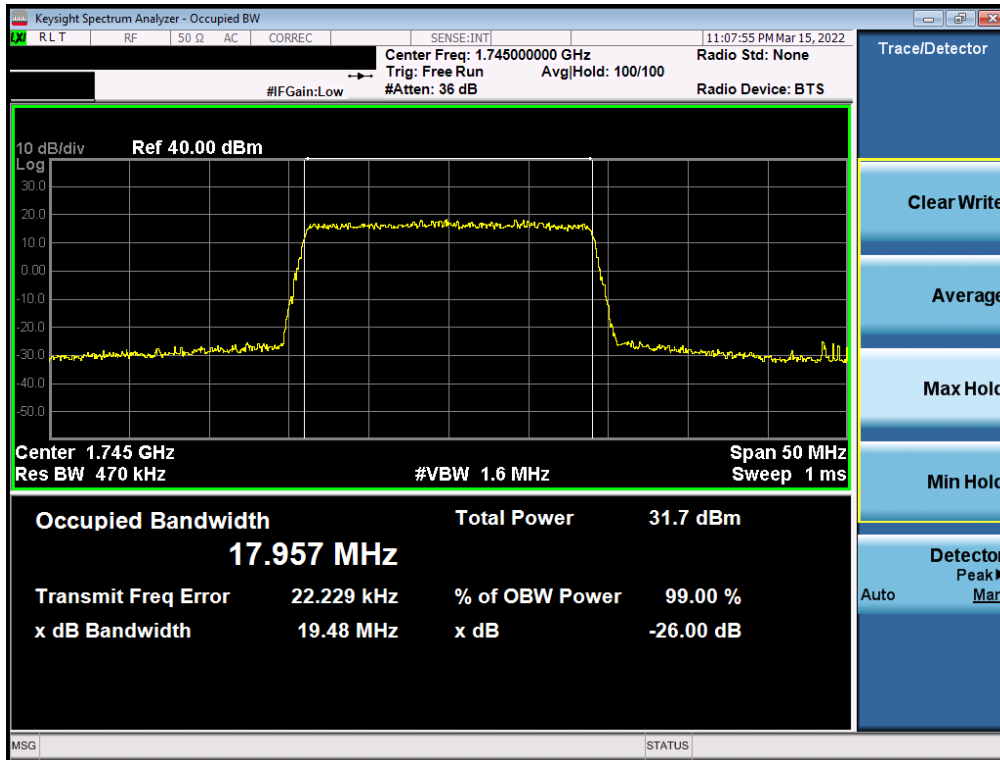 Keysight Spectrum Analyzer - Occupied BW
LXI RLT RF 50 Ω AC CORREC SENSE:INT 11:07:55 PM Mar 15, 2022
Center Freq: 1.745000000 GHz Radio Std: None
Trig: Free Run Avg|Hold: 100/100
#IFGain:Low #Atten: 36 dB Radio Device: BTS
10 dB/div Ref 40.00 dBm
Log
30.0
20.0
10.0
0.00
-10.0
-20.0
-30.0
-40.0
-50.0
Center 1.745 GHz Span 50 MHz
Res BW 470 kHz #VBW 1.6 MHz Sweep 1 ms
Occupied Bandwidth Total Power 31.7 dBm
17.957 MHz
Transmit Freq Error 22.229 kHz % of OBW Power 99.00 %
x dB Bandwidth 19.48 MHz x dB -26.00 dB
MSG STATUS
Trace/Detector
Clear Write
Average
Max Hold
Min Hold
Detector
Peak
Auto Man